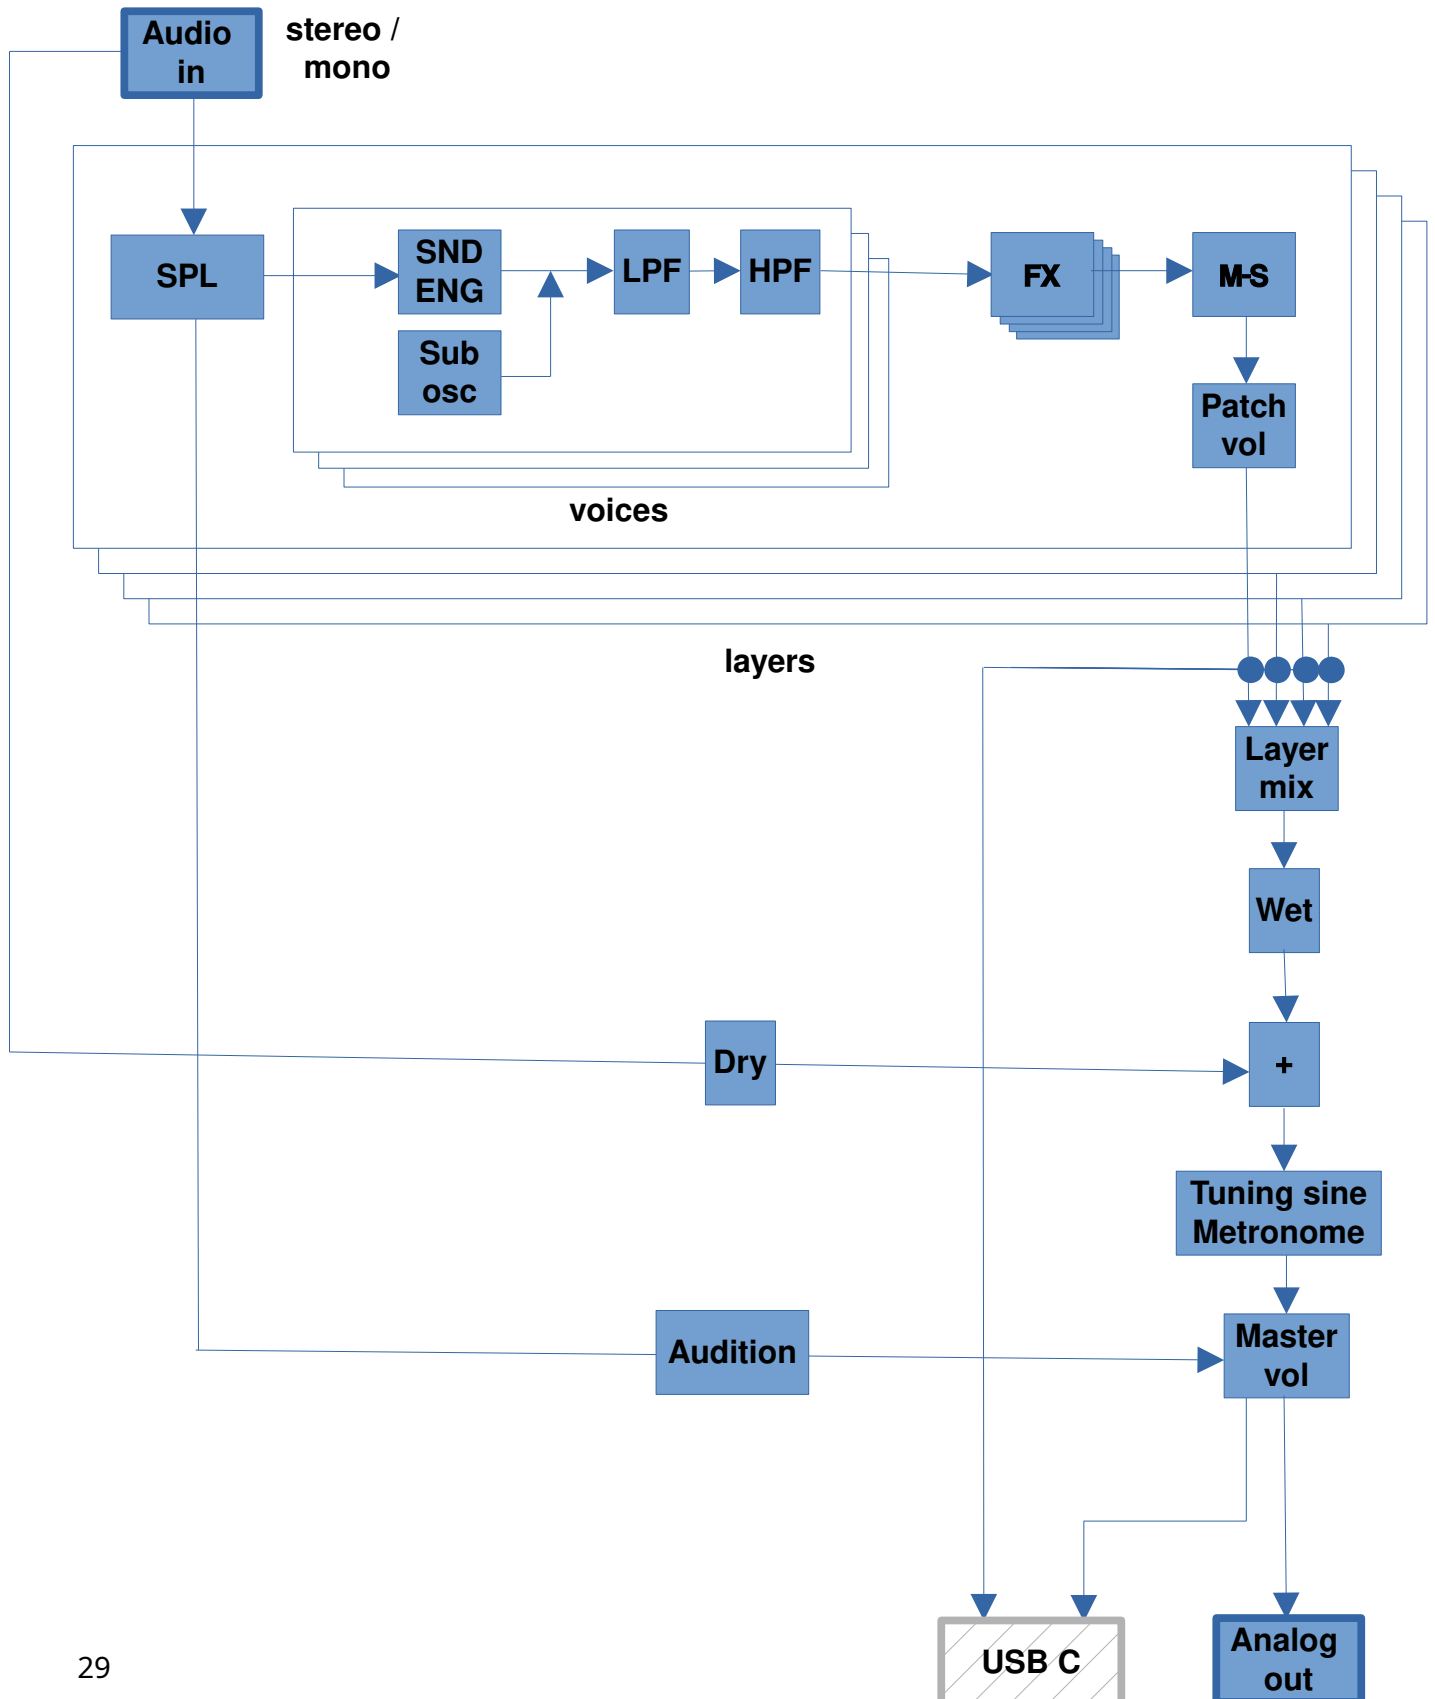 Audio
in
stereo /
mono
SPL
SND
ENG
Sub
osc
LPF
HPF
FX
M-S
Patch
vol
voices
layers
Layer
mix
Wet
Dry
+
Tuning sine
Metronome
Audition
Master
vol
USB C
Analog
out
29